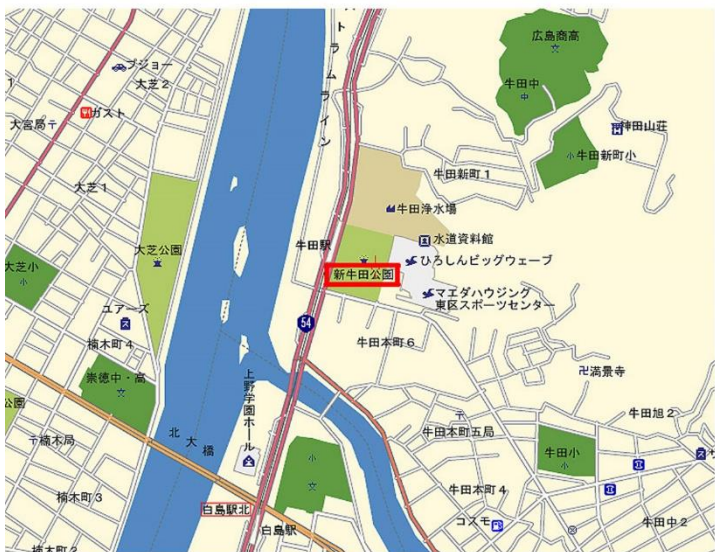 プジョー
大芝2
大宮局
ガスト
大芝1
大芝公園
大芝小
ユアーズ
楠木町4
崇徳中・高
公園
楠木局
楠木町3
楠木町2
北大橋
上野学園ホール
白島駅北
白島駅
小
ストラムライン
牛田駅
54
新牛田公園
牛田浄水場
水道資料館
ひろしんビッグウェーブ
マエダハウジング
東区スポーツセンター
牛田新町1
広島商高
牛田中
神田山荘
牛田新町小
牛田本町6
満景寺
牛田旭2
牛田本町五局
牛田小
牛田本町4
コスモ
牛田中2